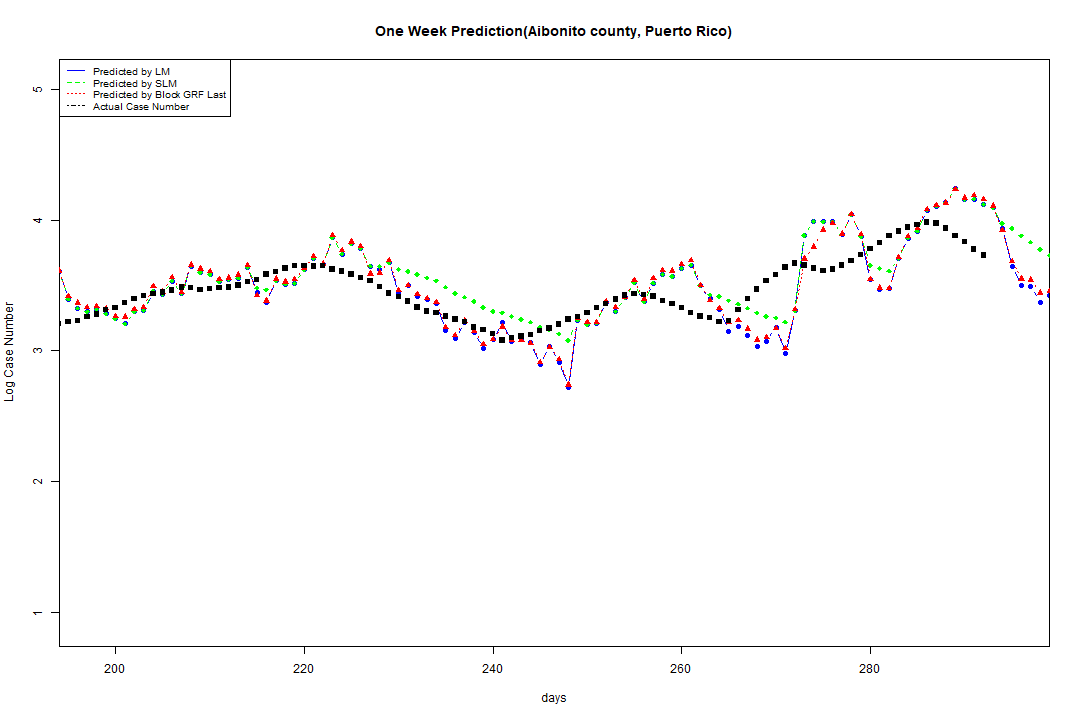 One Week Prediction(Aibonito county, Puerto Rico)
Predicted by LM
Predicted by SLM
Predicted by Block GRF Last
Actual Case Number
5
4
3
2
1
Log Case Number
200 220 240 260 280
days